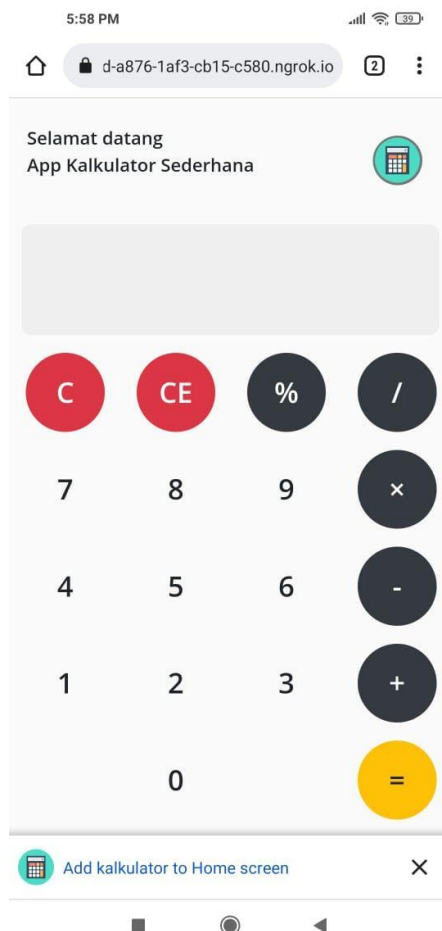 5:58 PM
39
d-a876-1af3-cb15-c580.ngrok.io
2
Selamat datang
App Kalkulator Sederhana
C CE % /
7 8 9 ×
4 5 6 -
1 2 3 +
0 =
Add kalkulator to Home screen